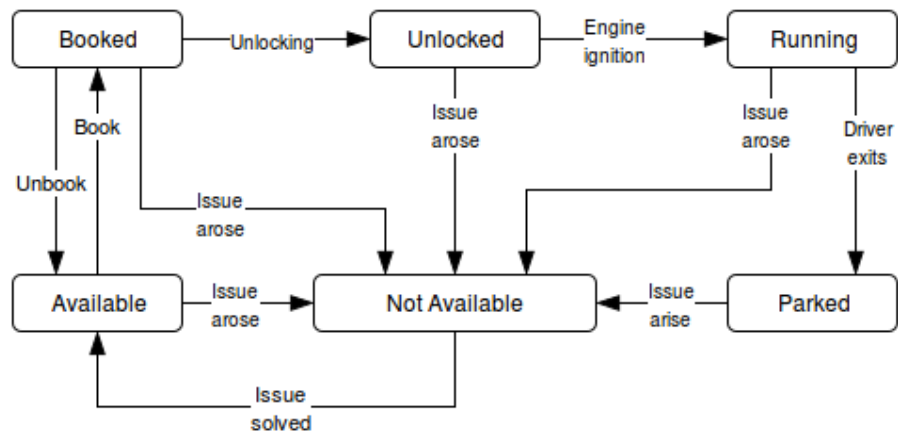 Booked
Unlocking
Unlocked
Engine
ignition
Running
Book
Unbook
Issue
arose
Issue
arose
Issue
arose
Driver
exits
Available
Issue
arose
Not Available
Issue
arise
Parked
Issue
solved